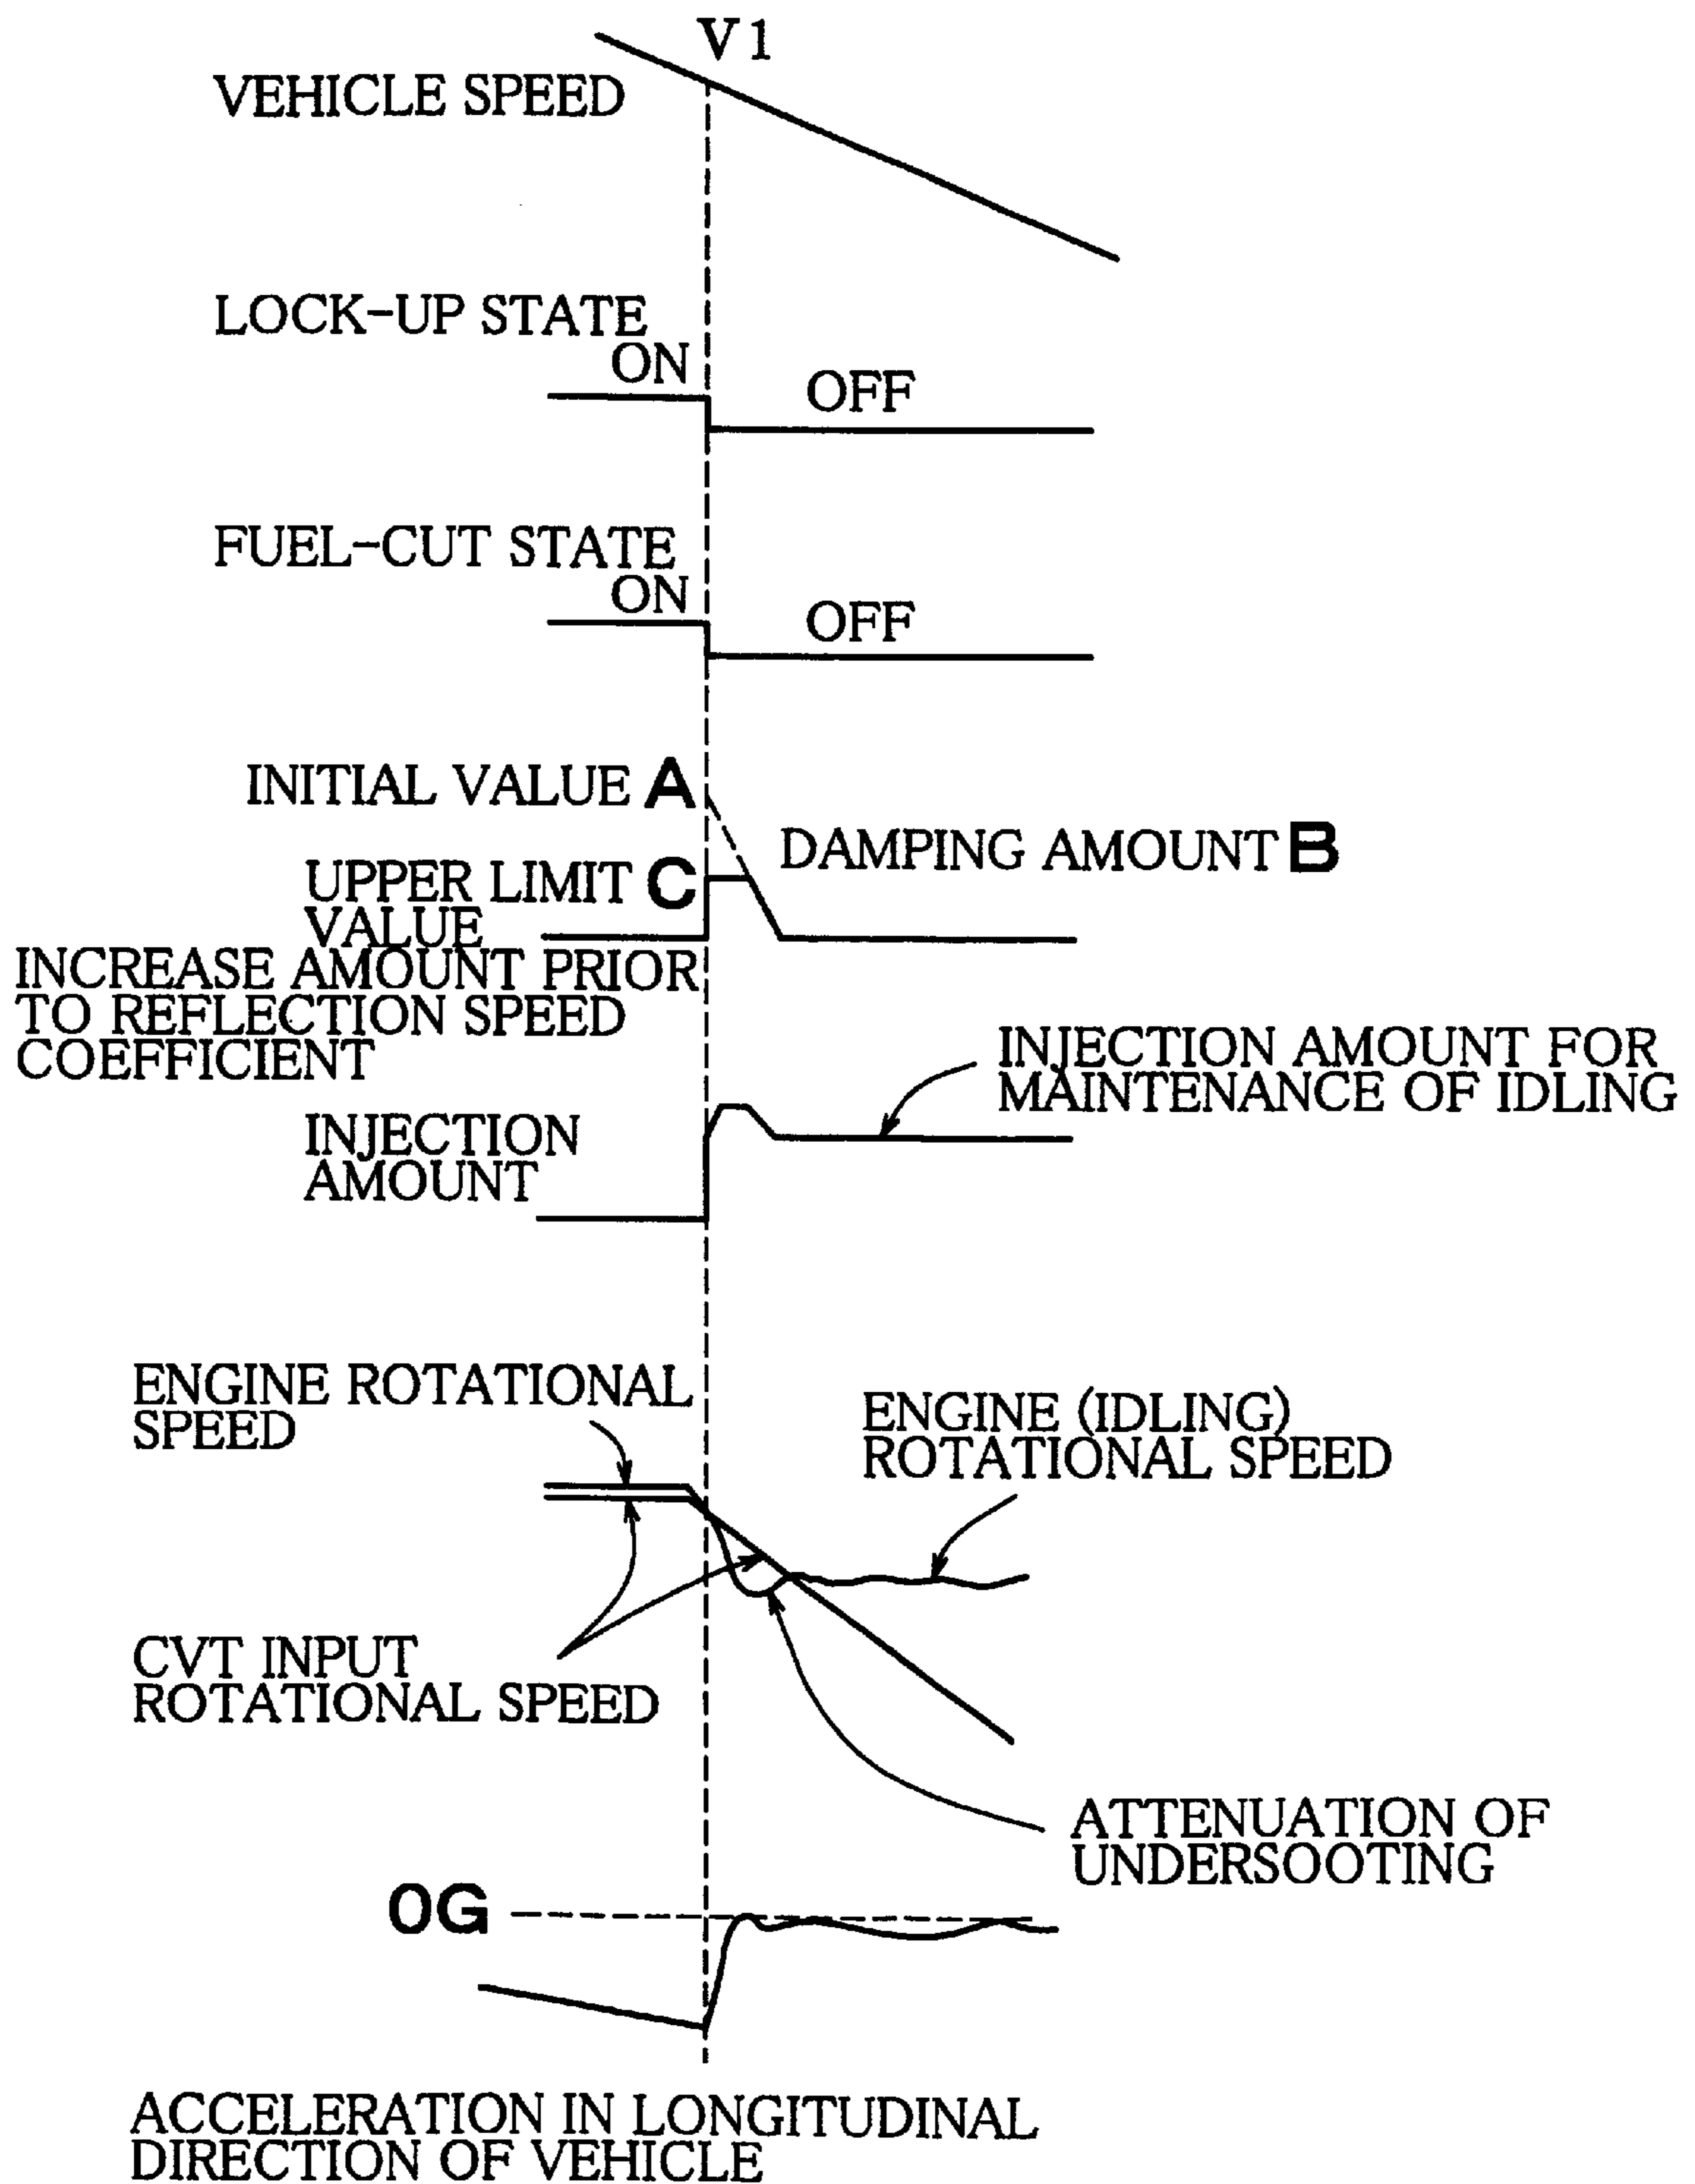 V1
VEHICLE SPEED
LOCK-UP STATE
ON
OFF
FUEL-CUT STATE
ON
OFF
INITIAL VALUE A
DAMPING AMOUNT B
UPPER LIMIT C
VALUE
INCREASE AMOUNT PRIOR
TO REFLECTION SPEED
COEFFICIENT
INJECTION AMOUNT FOR
MAINTENANCE OF IDLING
INJECTION
AMOUNT
ENGINE ROTATIONAL
SPEED
ENGINE (IDLING)
ROTATIONAL SPEED
CVT INPUT
ROTATIONAL SPEED
ATTENUATION OF
UNDERSOOTING
0G
ACCELERATION IN LONGITUDINAL
DIRECTION OF VEHICLE